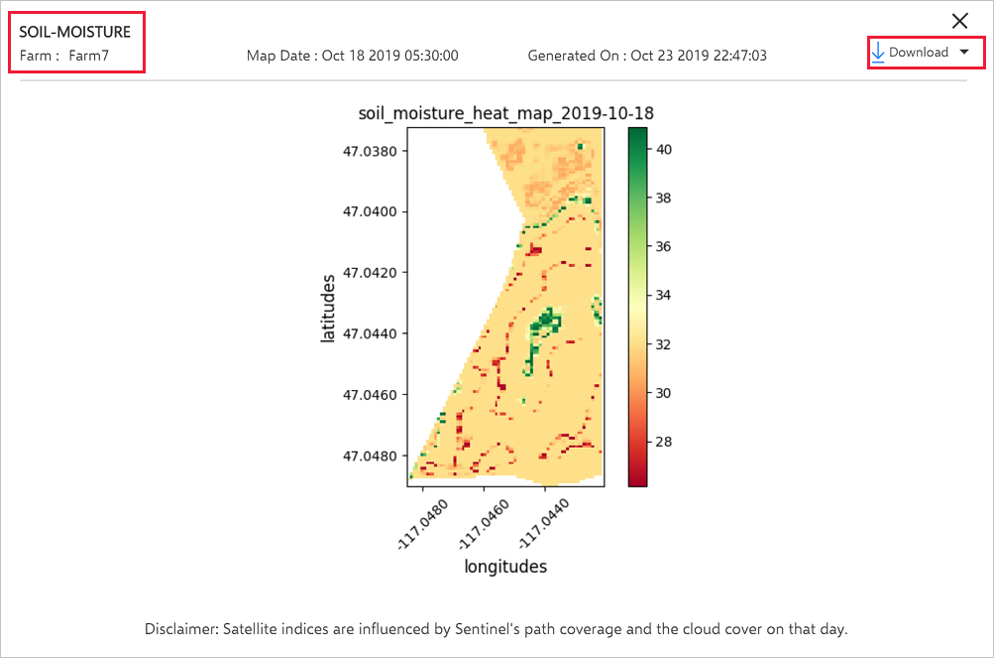 SOIL-MOISTURE
Farm : Farm7
Map Date : Oct 18 2019 05:30:00
Generated On : Oct 23 2019 22:47:03
Download
soil_moisture_heat_map_2019-10-18
47.0380
47.0400
47.0420
47.0440
47.0460
47.0480
latitudes
40
38
36
34
32
30
28
-117.0480
-117.0460
-117.0440
longitudes
Disclaimer: Satellite indices are influenced by Sentinel's path coverage and the cloud cover on that day.